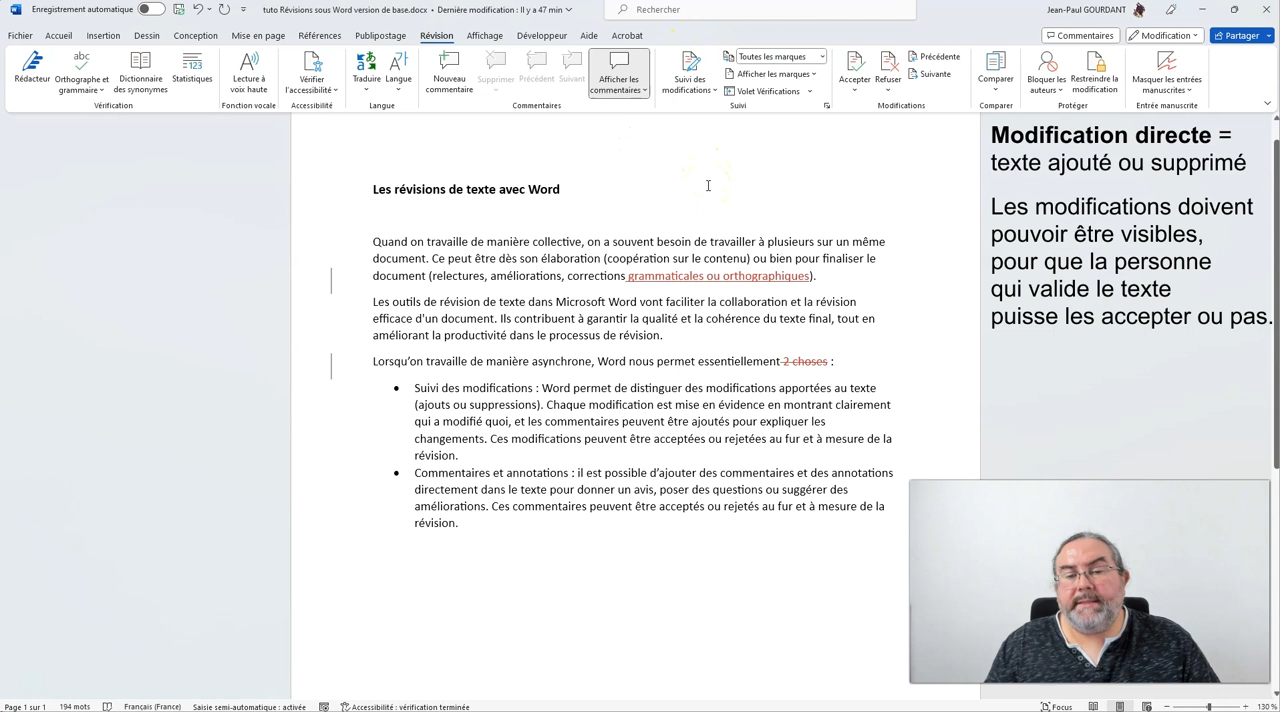 Enregistrement automatique tuto Révisions sous Word version de base.docx • Dernière modification : Il y a 47 min Rechercher Jean-Paul GOURDANT
Fichier Accueil Insertion Dessin Conception Mise en page Références Publipostage Révision Affichage Développeur Aide Acrobat Commentaires Modification Partager
Rédacteur Orthographe et grammaire Dictionnaire des synonymes Statistiques Lecture à voix haute Vérifier l'accessibilité Traduire Langue Nouveau commentaire Supprimer Précédent Suivant Afficher les commentaires Suivi des modifications Toutes les marques Afficher les marques Volet Vérifications Accepter Refuser Précédente Suivante Comparer Bloquer les auteurs Restreindre la modification Masquer les entrées manuscrites
Vérification Fonction vocale Accessibilité Langue Commentaires Suivi Modifications Comparer Protéger Entrée manuscrite
Les révisions de texte avec Word
Quand on travaille de manière collective, on a souvent besoin de travailler à plusieurs sur un même
document. Ce peut être dès son élaboration (coopération sur le contenu) ou bien pour finaliser le
document (relectures, améliorations, corrections grammaticales ou orthographiques).
Les outils de révision de texte dans Microsoft Word vont faciliter la collaboration et la révision
efficace d'un document. Ils contribuent à garantir la qualité et la cohérence du texte final, tout en
améliorant la productivité dans le processus de révision.
Lorsqu'on travaille de manière asynchrone, Word nous permet essentiellement 2 choses :
• Suivi des modifications : Word permet de distinguer des modifications apportées au texte
(ajouts ou suppressions). Chaque modification est mise en évidence en montrant clairement
qui a modifié quoi, et les commentaires peuvent être ajoutés pour expliquer les
changements. Ces modifications peuvent être acceptées ou rejetées au fur et à mesure de la
révision.
• Commentaires et annotations : il est possible d'ajouter des commentaires et des annotations
directement dans le texte pour donner un avis, poser des questions ou suggérer des
améliorations. Ces commentaires peuvent être acceptés ou rejetés au fur et à mesure de la
révision.
Modification directe =
texte ajouté ou supprimé
Les modifications doivent
pouvoir être visibles,
pour que la personne
qui valide le texte
puisse les accepter ou pas.
Page 1 sur 1 194 mots Français (France) Saisie semi-automatique : activée Accessibilité : vérification terminée Focus 130 %